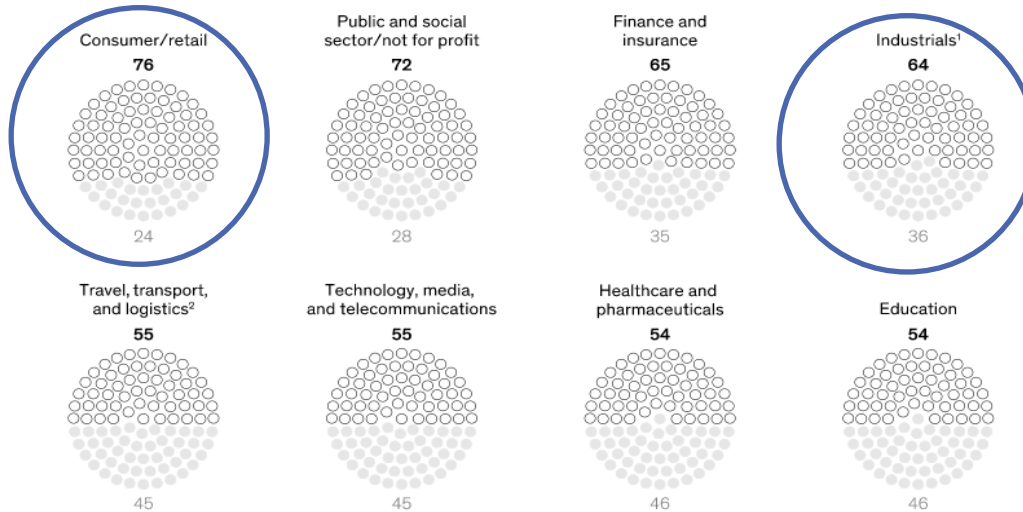 Consumer/retail
76
24
Public and social
sector/not for profit
72
28
Finance and
insurance
65
35
Industrials¹
64
36
Travel, transport,
and logistics²
55
45
Technology, media,
and telecommunications
55
45
Healthcare and
pharmaceuticals
54
46
Education
54
46